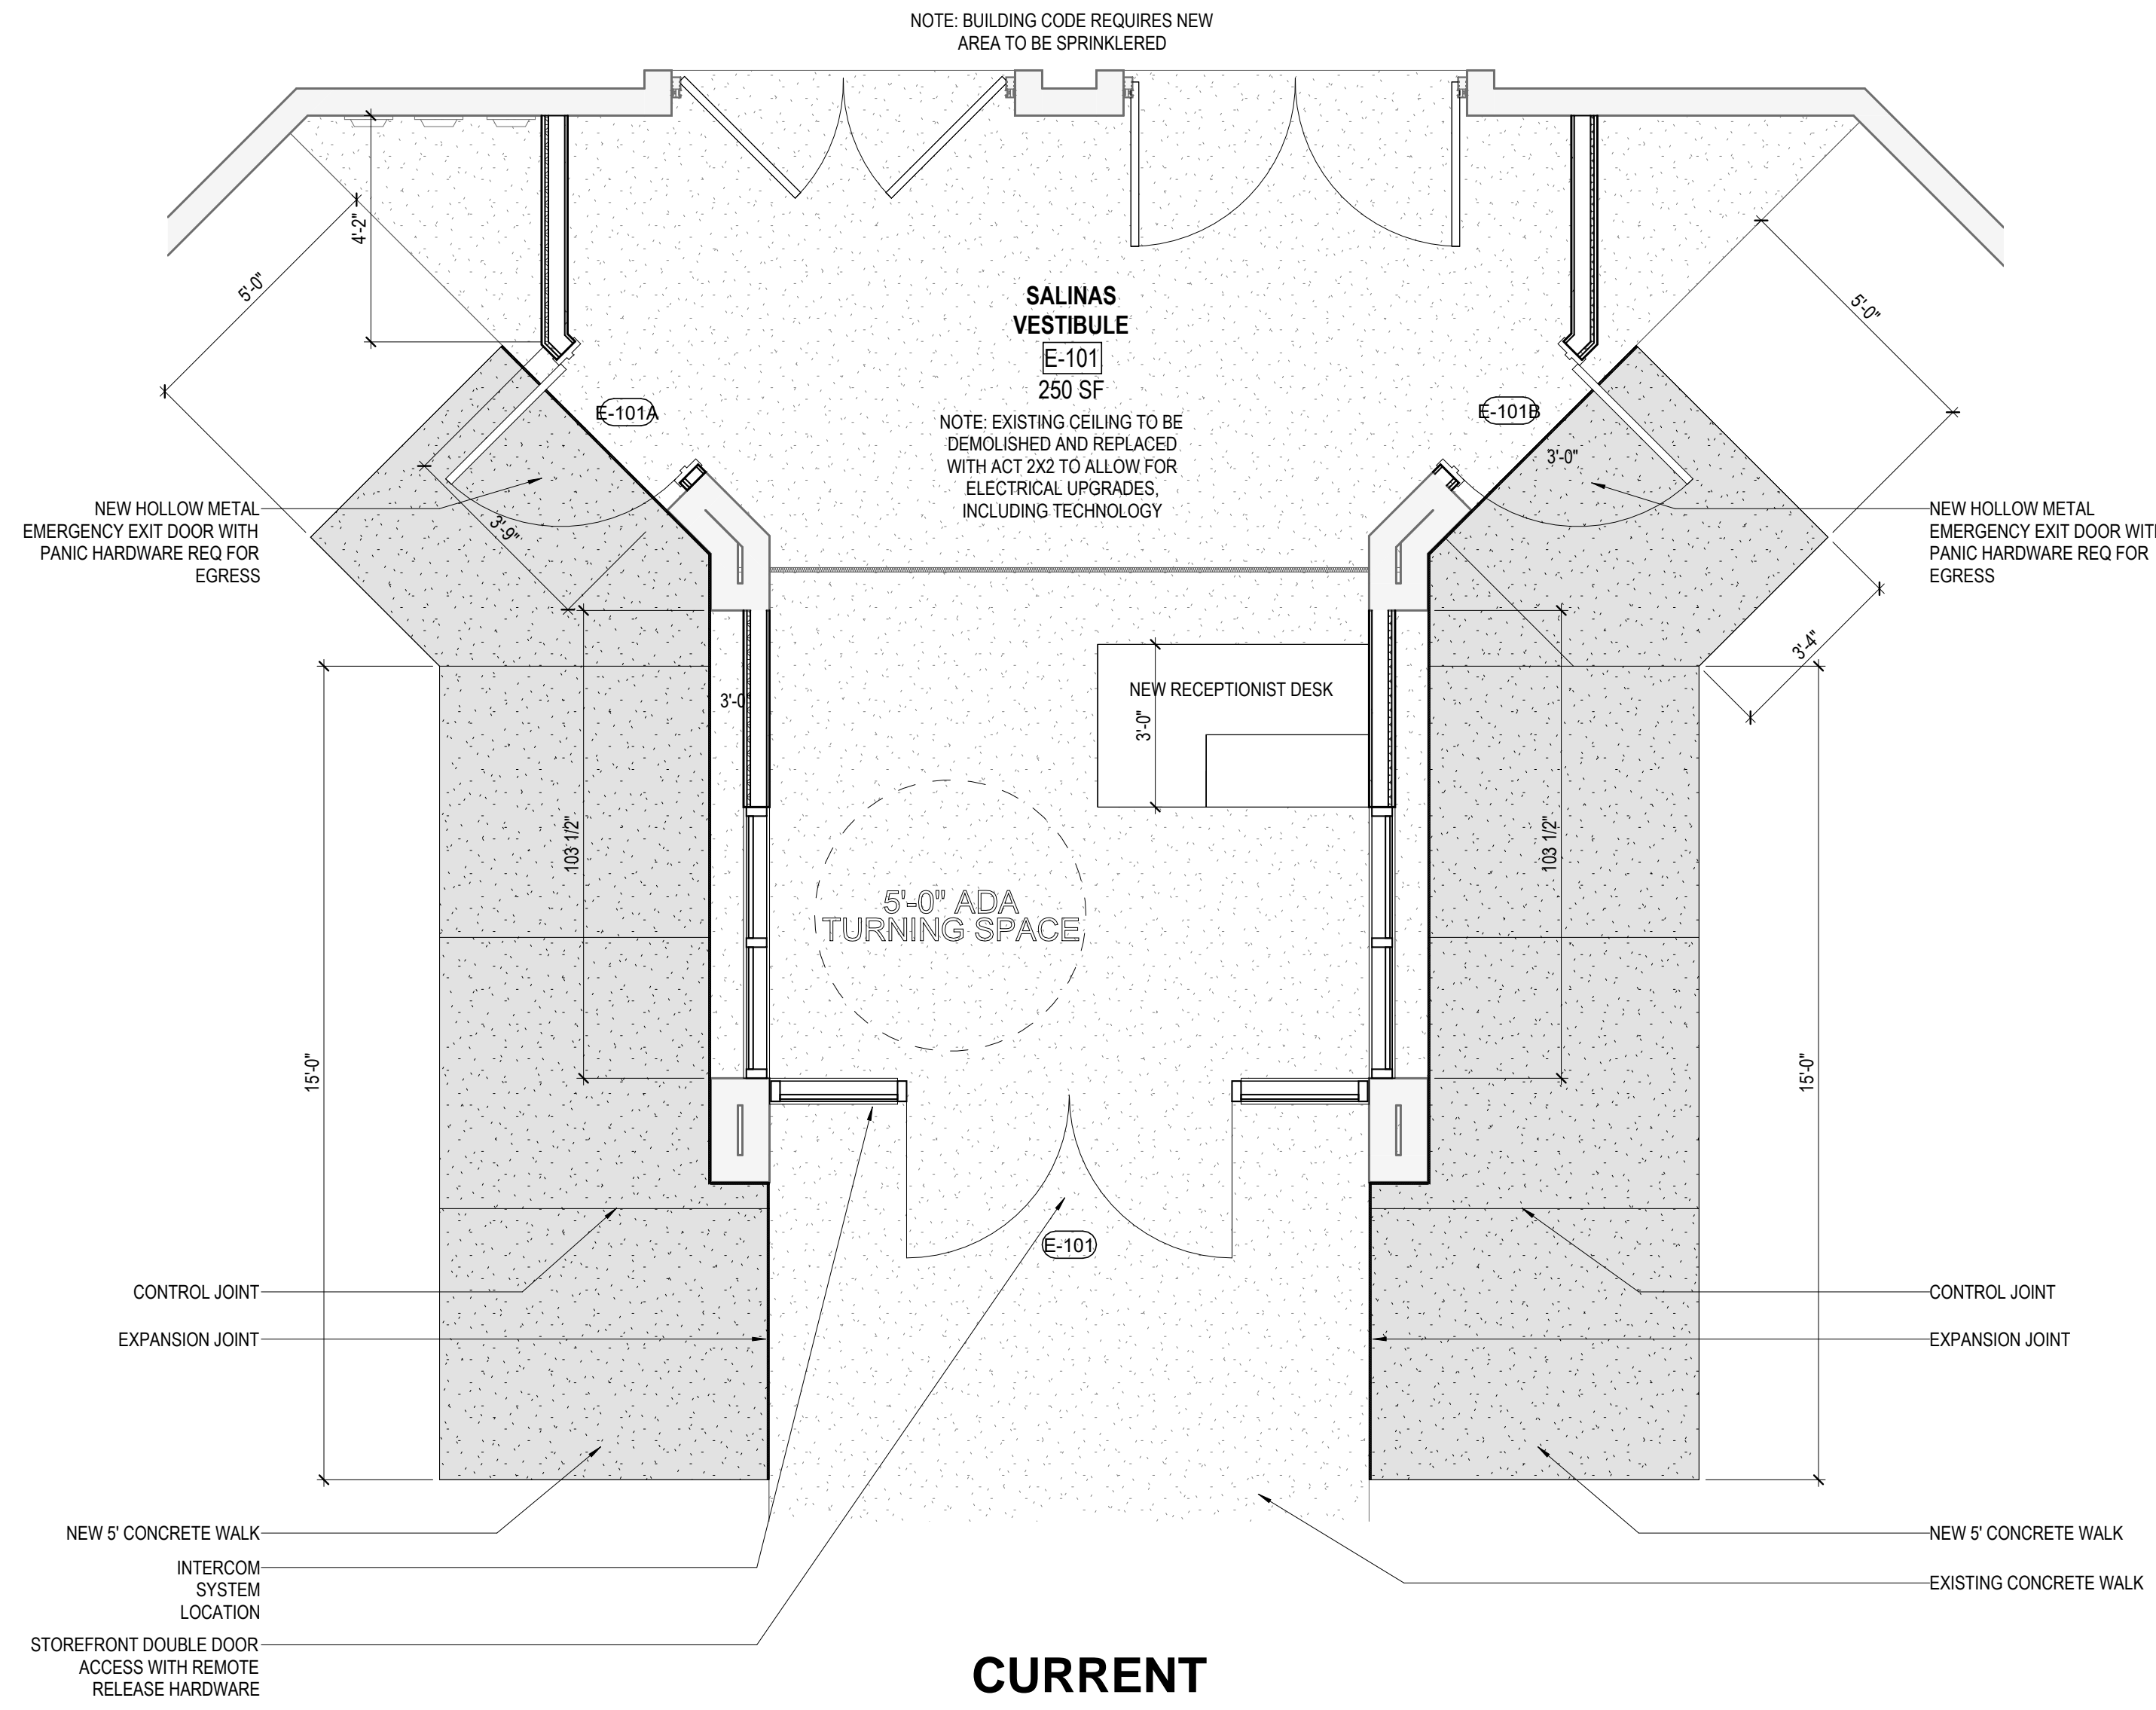 NOTE: BUILDING CODE REQUIRES NEW
AREA TO BE SPRINKLERED
4'-2"
5'-0"
5'-0"
SALINAS
VESTIBULE
E-101
250 SF
NOTE: EXISTING CEILING TO BE
DEMOLISHED AND REPLACED
WITH ACT 2X2 TO ALLOW FOR
ELECTRICAL UPGRADES,
INCLUDING TECHNOLOGY
E-101A
E-101B
3'-0"
NEW HOLLOW METAL
EMERGENCY EXIT DOOR WITH
PANIC HARDWARE REQ FOR
EGRESS
3'-9"
NEW HOLLOW METAL
EMERGENCY EXIT DOOR WIT
PANIC HARDWARE REQ FOR
EGRESS
3'-4"
3'-0"
NEW RECEPTIONIST DESK
3'-0"
103 1/2"
103 1/2"
5'-0" ADA
TURNING SPACE
15'-0"
15'-0"
E-101
CONTROL JOINT
EXPANSION JOINT
CONTROL JOINT
EXPANSION JOINT
NEW 5' CONCRETE WALK
INTERCOM
SYSTEM
LOCATION
STOREFRONT DOUBLE DOOR
ACCESS WITH REMOTE
RELEASE HARDWARE
NEW 5' CONCRETE WALK
EXISTING CONCRETE WALK
CURRENT